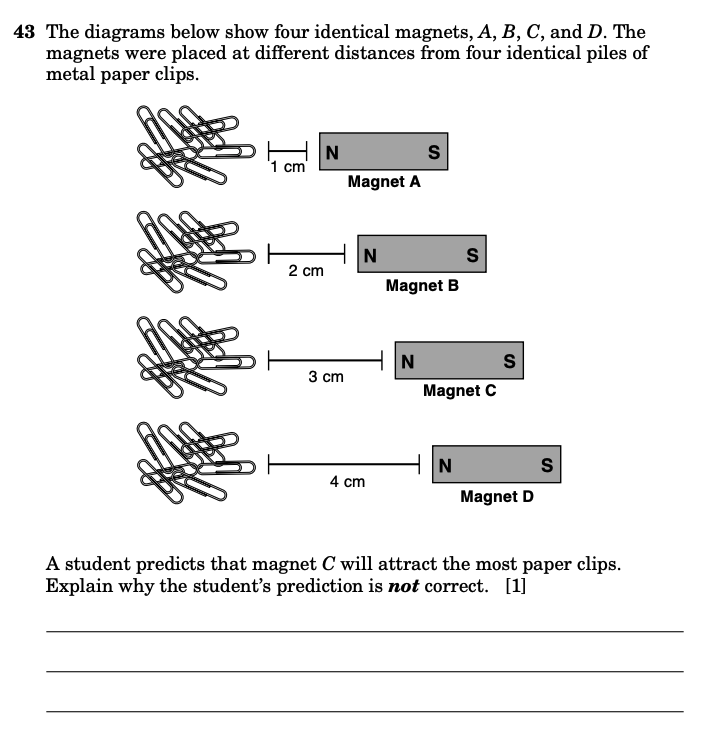 43 The diagrams below show four identical magnets, A, B, C, and D. The
magnets were placed at different distances from four identical piles of
metal paper clips.
N S
1 cm
Magnet A
N S
2 cm
Magnet B
N S
3 cm
Magnet C
N S
4 cm
Magnet D
A student predicts that magnet C will attract the most paper clips.
Explain why the student’s prediction is not correct. [1]